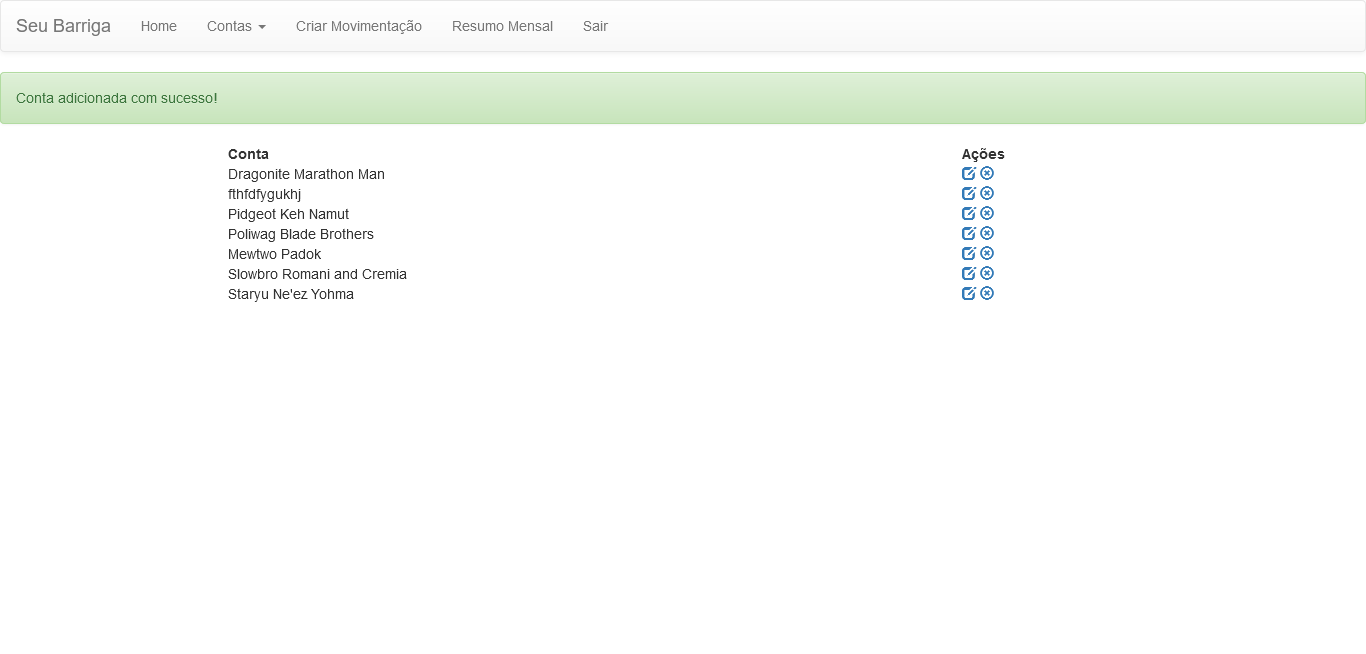 Seu Barriga Home Contas Criar Movimentação Resumo Mensal Sair
Conta adicionada com sucesso!
Conta Ações
Dragonite Marathon Man
fthfdfygukhj
Pidgeot Keh Namut
Poliwag Blade Brothers
Mewtwo Padok
Slowbro Romani and Cremia
Staryu Ne'ez Yohma